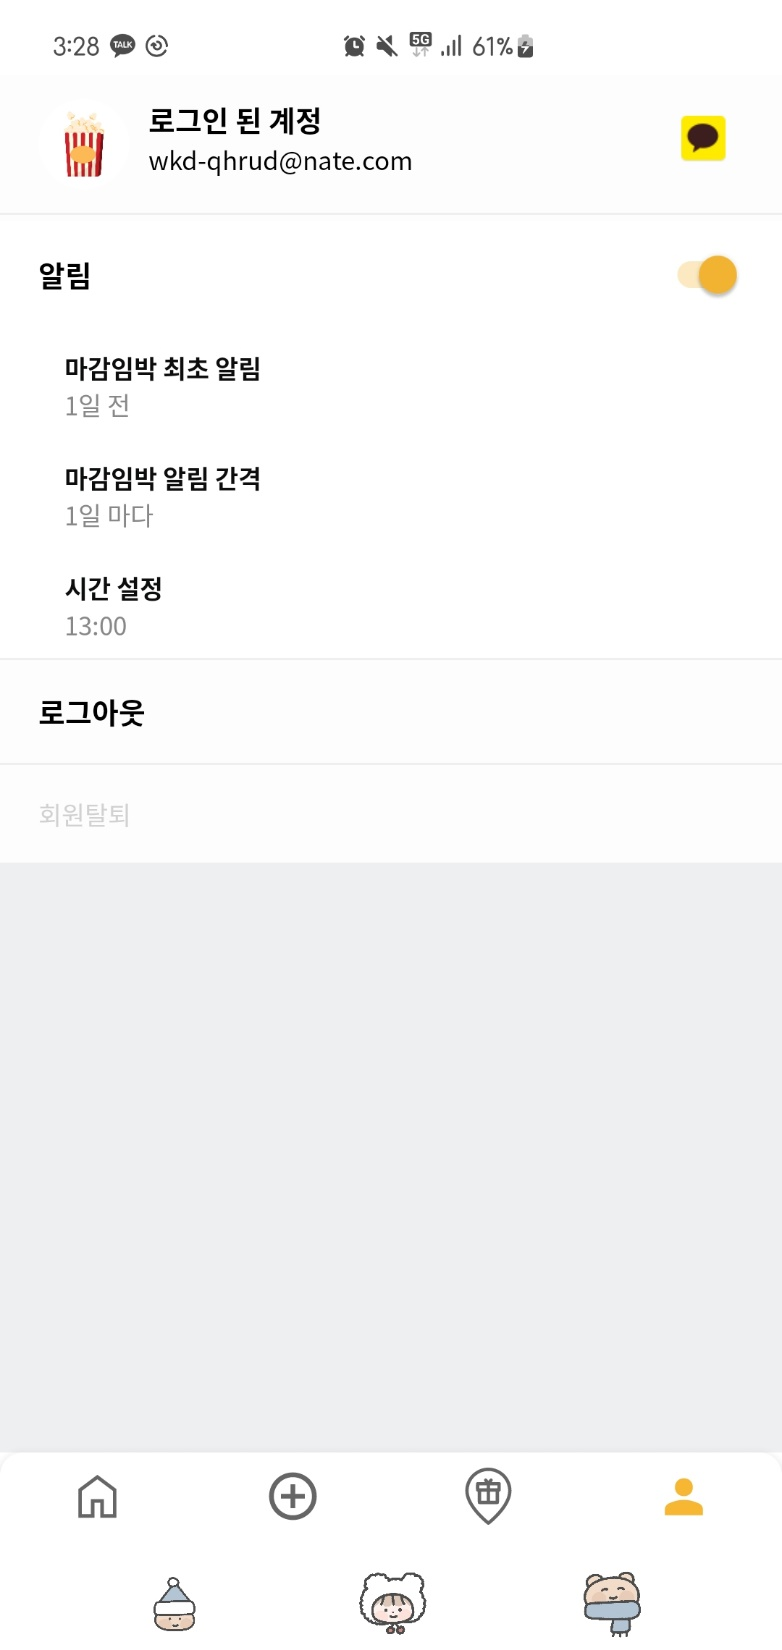 3:28 TALK 5G 61%
로그인 된 계정
wkd-qhrud@nate.com
알림
마감임박 최초 알림
1일 전
마감임박 알림 간격
1일 마다
시간 설정
13:00
로그아웃
회원탈퇴